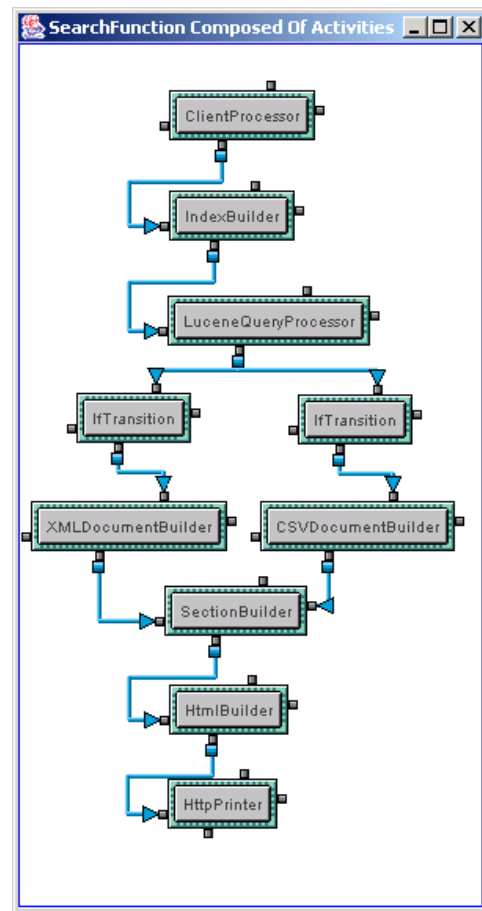 SearchFunction Composed Of Activities
ClientProcessor
IndexBuilder
LuceneQueryProcessor
IfTransition
IfTransition
XMLDocumentBuilder
CSVDocumentBuilder
SectionBuilder
HtmlBuilder
HttpPrinter